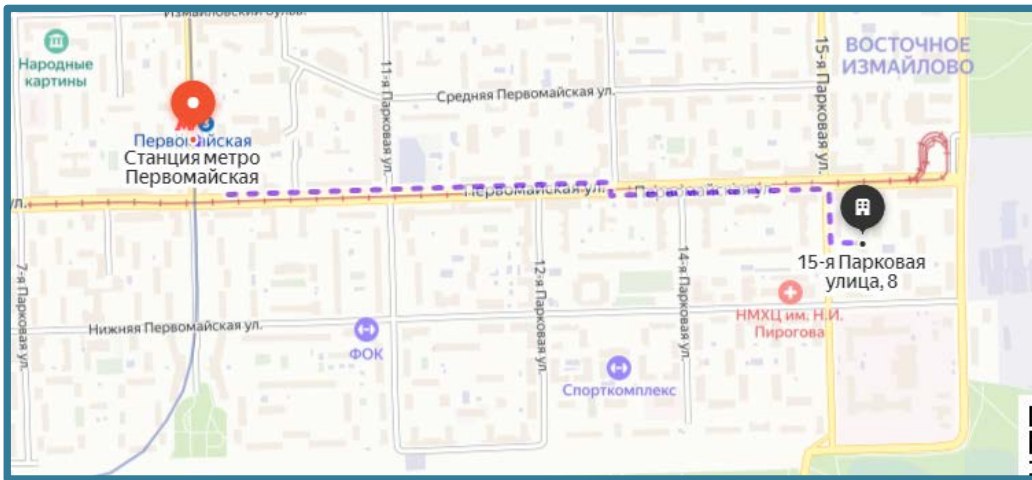 Измайловский бульв.
Народные
картины
11-я Парковая ул.
Средняя Первомайская ул.
15-я Парковая ул.
ВОСТОЧНОЕ
ИЗМАЙЛОВО
Первомайская
Станция метро
Первомайская
ул.
Первомайская ул.
Первомайская ул.
7-я Парковая ул.
12-я Парковая ул.
14-я Парковая ул.
15-я Парковая
улица, 8
НМХЦ им. Н.И.
Пирогова
Нижняя Первомайская ул.
ФОК
Спорткомплекс